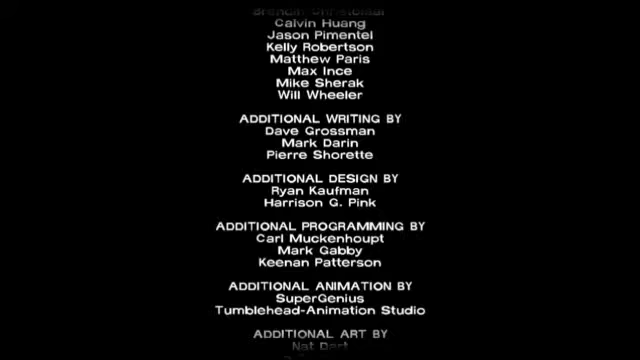 Calvin Huang
Jason Pimentel
Kelly Robertson
Matthew Paris
Max Ince
Mike Sherak
Will Wheeler
ADDITIONAL WRITING BY
Dave Grossman
Mark Darin
Pierre Shorette
ADDITIONAL DESIGN BY
Ryan Kaufman
Harrison G. Pink
ADDITIONAL PROGRAMMING BY
Carl Muckenhoupt
Mark Gabby
Keenan Patterson
ADDITIONAL ANIMATION BY
SuperGenius
Tumblehead-Animation Studio
ADDITIONAL ART BY
Nat Dart